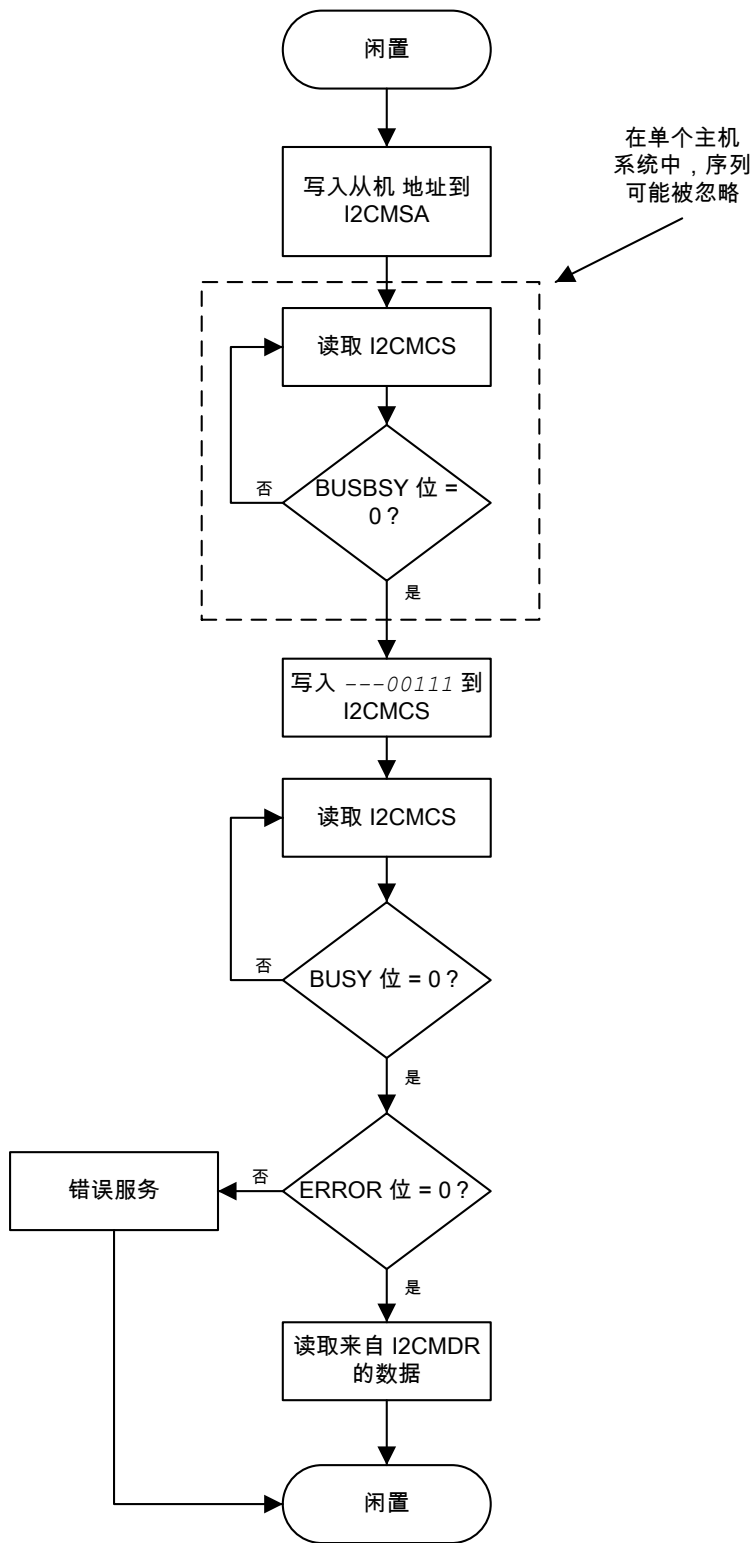 闲置
在单个主机
系统中，序列
可能被忽略
写入从机 地址到
I2CMSA
读取 I2CMCS
否
BUSBSY 位 =
0？
是
写入 ---00111 到
I2CMCS
读取 I2CMCS
否
BUSY 位 = 0？
是
错误服务
否
ERROR 位 = 0？
是
读取来自 I2CMDR
的数据
闲置